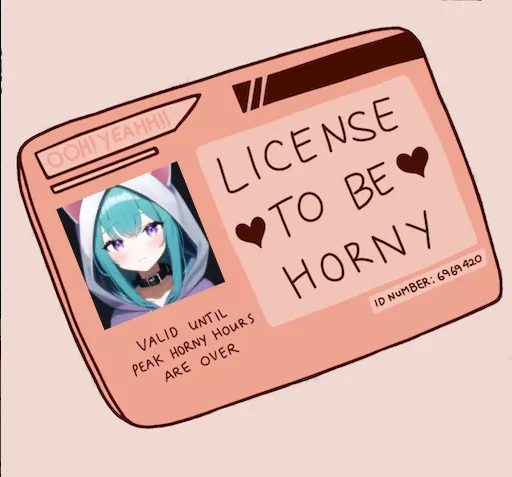 OOH! YEAHH!!
LICENSE
TO BE
HORNY
ID NUMBER: 6969420
VALID UNTIL
PEAK HORNY HOURS
ARE OVER